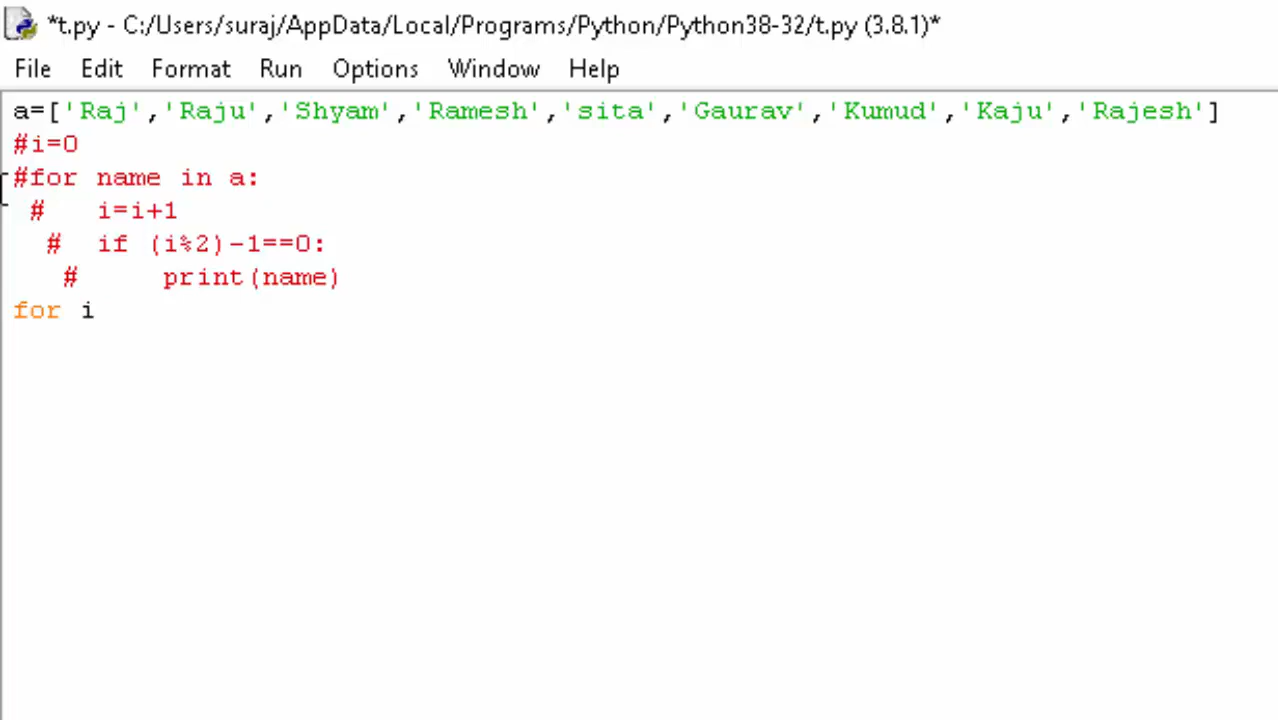 *t.py - C:/Users/suraj/AppData/Local/Programs/Python/Python38-32/t.py (3.8.1)*
File Edit Format Run Options Window Help
a=['Raj','Raju','Shyam','Ramesh','sita','Gaurav','Kumud','Kaju','Rajesh']
#i=0
#for name in a:
 #   i=i+1
  #  if (i%2)-1==0:
   #     print(name)
for i